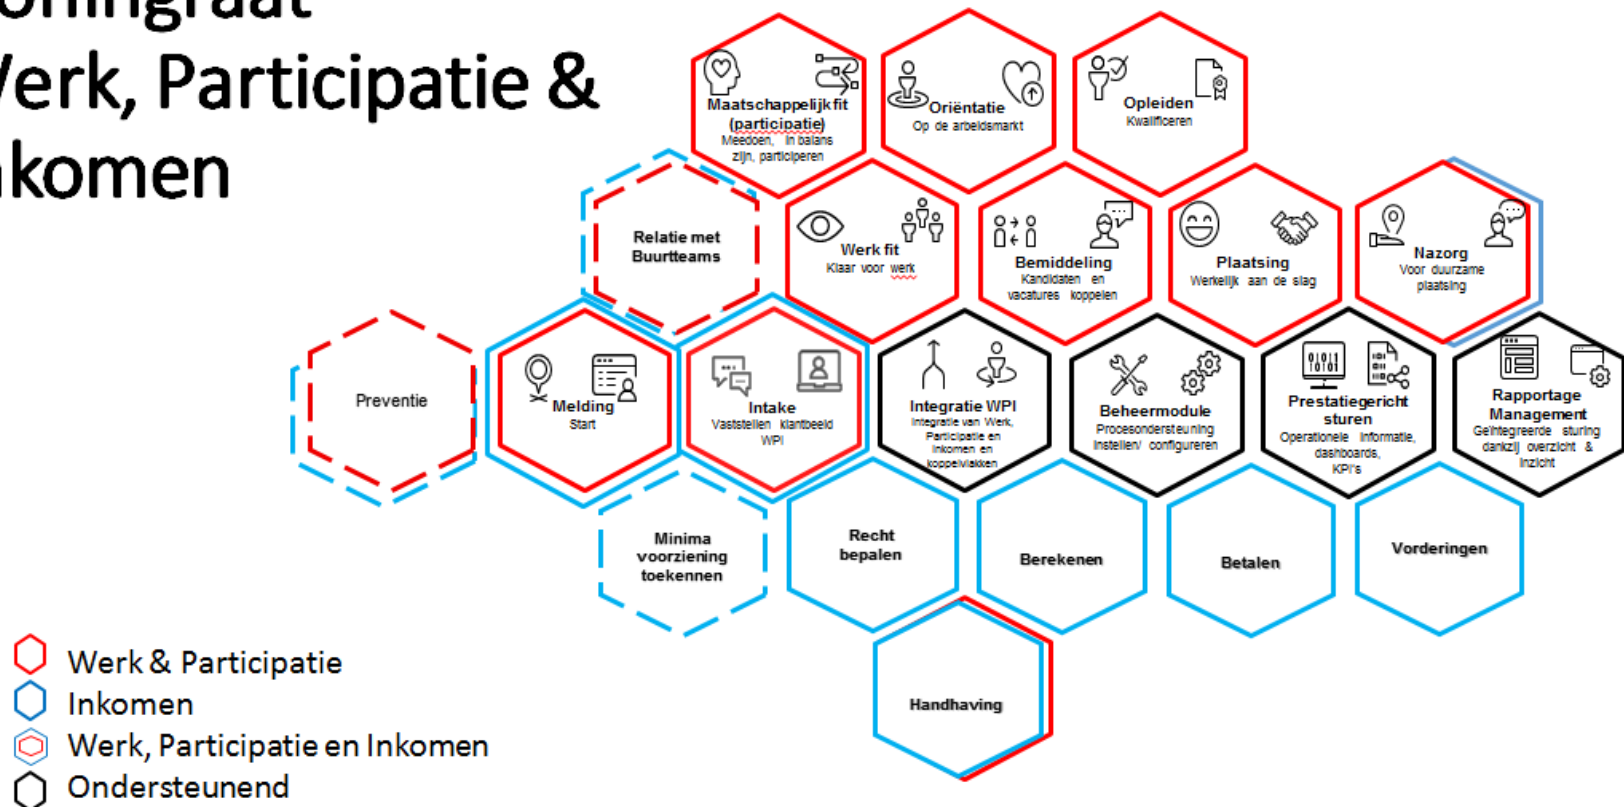 oningraat
Werk, Participatie &
nkomen
Maatschappelijk fit
(participatie)
Meedoen, in balans
zijn, participeren
Oriëntatie
Op de arbeidsmarkt
Opleiden
Kwalificeren
Relatie met
Buurtteams
Werk fit
Klaar voor werk
Bemiddeling
Kandidaten en
vacatures koppelen
Plaatsing
Werkelijk aan de slag
Nazorg
Voor duurzame
plaatsing
Preventie
Melding
Start
Intake
Vaststellen klantbeeld
WPI
Integratie WPI
Integratie van Werk,
Participatie en
Inkomen en
koppelvlakken
Beheermodule
Procesondersteuning
Instellen/ configureren
Prestatiegericht
sturen
Operationele informatie,
dashboards,
KPI's
Rapportage
Management
Geïntegreerde sturing
dankzij overzicht &
inzicht
Minima
voorziening
toekennen
Recht
bepalen
Berekenen
Betalen
Vorderingen
Handhaving
Werk & Participatie
Inkomen
Werk, Participatie en Inkomen
Ondersteunend